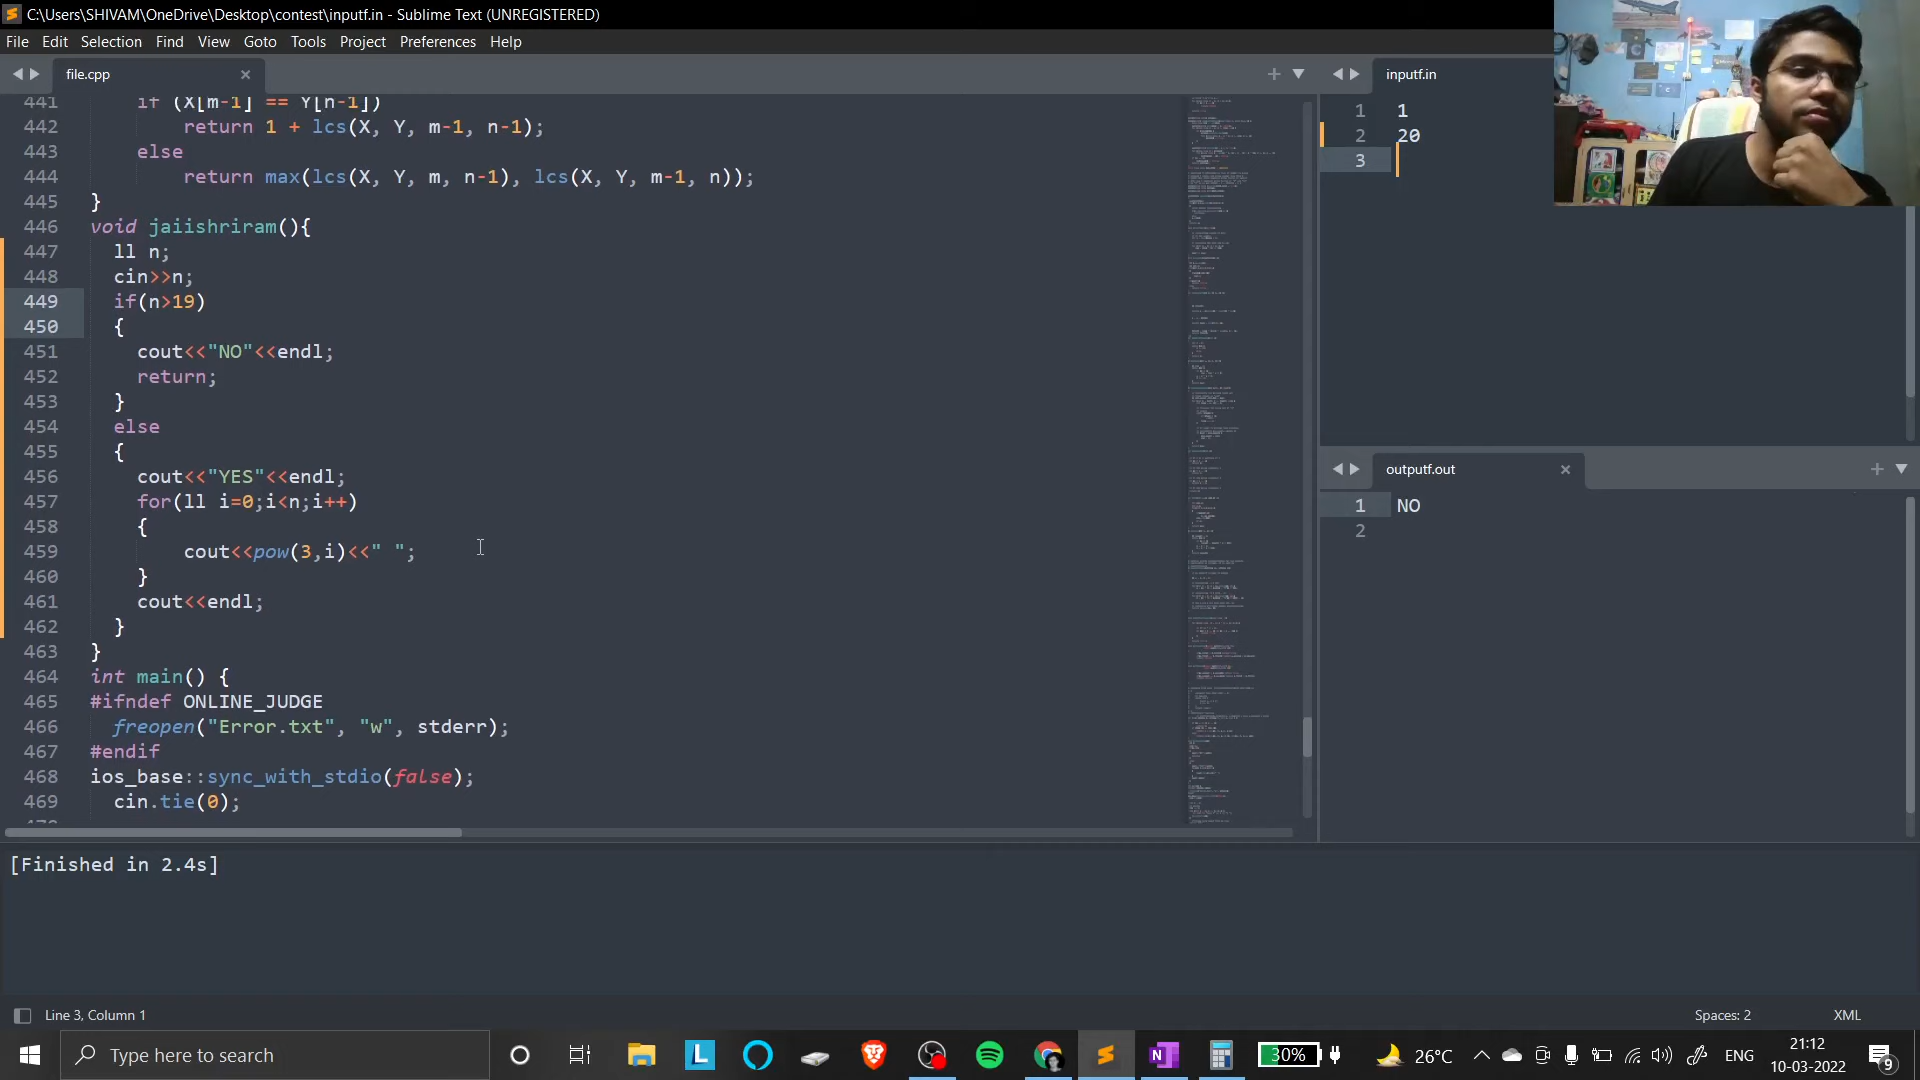 C:\Users\SHIVAM\OneDrive\Desktop\contest\inputf.in - Sublime Text (UNREGISTERED)
File Edit Selection Find View Goto Tools Project Preferences Help
file.cpp
441 if (X[m-1] == Y[n-1])
442 return 1 + lcs(X, Y, m-1, n-1);
443 else
444 return max(lcs(X, Y, m, n-1), lcs(X, Y, m-1, n));
445 }
446 void jaiishriram(){
447 ll n;
448 cin>>n;
449 if(n>19)
450 {
451 cout<<"NO"<<endl;
452 return;
453 }
454 else
455 {
456 cout<<"YES"<<endl;
457 for(ll i=0;i<n;i++)
458 {
459 cout<<pow(3,i)<<" ";
460 }
461 cout<<endl;
462 }
463 }
464 int main() {
465 #ifndef ONLINE_JUDGE
466 freopen("Error.txt", "w", stderr);
467 #endif
468 ios_base::sync_with_stdio(false);
469 cin.tie(0);
inputf.in
1 1
2 20
3
outputf.out
1 NO
2
[Finished in 2.4s]
Line 3, Column 1
Spaces: 2
XML
Type here to search
30%
26°C
ENG
21:12
10-03-2022
9